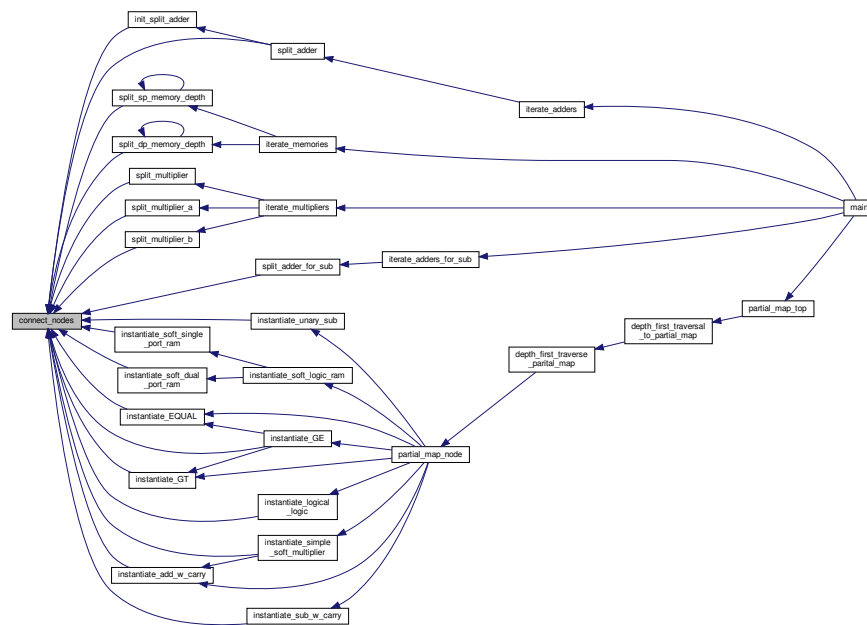 init_split_adder
split_adder
split_sp_memory_depth
iterate_adders
split_dp_memory_depth
iterate_memories
split_multiplier
split_multiplier_a
iterate_multipliers
main
split_multiplier_b
split_adder_for_sub
iterate_adders_for_sub
partial_map_top
connect_nodes
instantiate_unary_sub
instantiate_soft_single
_port_ram
depth_first_traversal
_to_partial_map
depth_first_traverse
_parital_map
instantiate_soft_dual
_port_ram
instantiate_soft_logic_ram
instantiate_EQUAL
instantiate_GE
partial_map_node
instantiate_GT
instantiate_logical
_logic
instantiate_simple
_soft_multiplier
instantiate_add_w_carry
instantiate_sub_w_carry